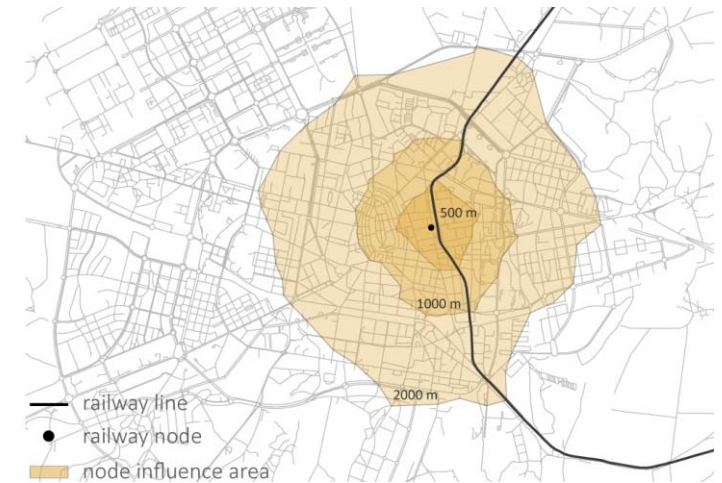 500 m
1000 m
2000 m
railway line
railway node
node influence area